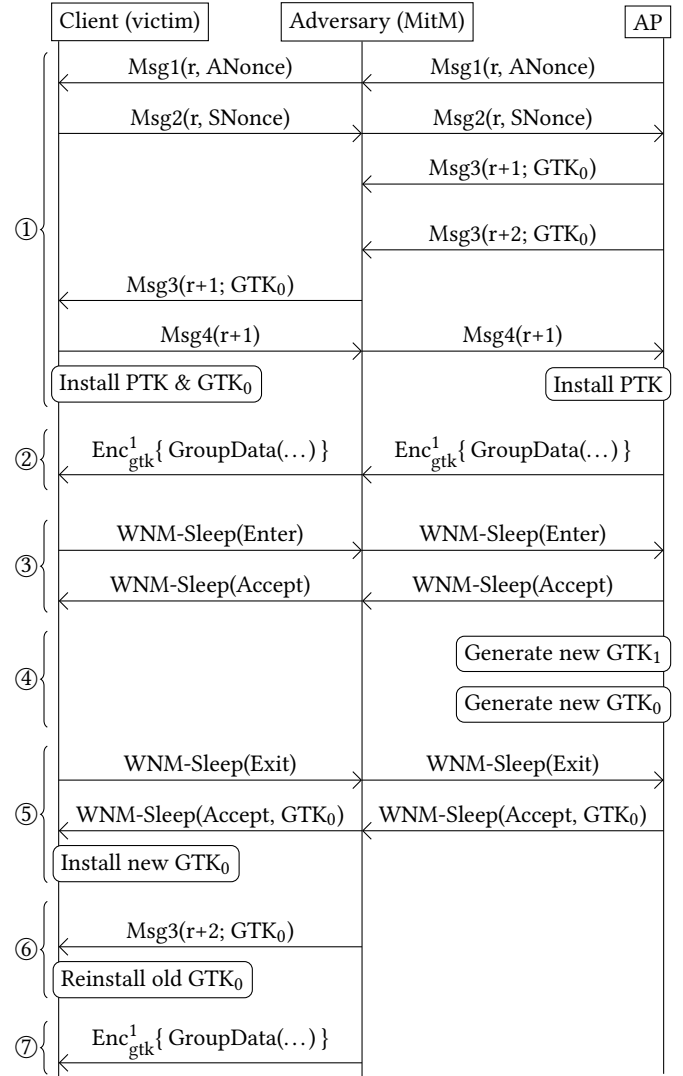 Client (victim) Adversary (MitM) AP
Msg1(r, ANonce) Msg1(r, ANonce)
Msg2(r, SNonce) Msg2(r, SNonce)
Msg3(r+1; GTK₀)
① Msg3(r+2; GTK₀)
Msg3(r+1; GTK₀)
Msg4(r+1) Msg4(r+1)
Install PTK & GTK₀ Install PTK
② Enc¹gtk{ GroupData(…) } Enc¹gtk{ GroupData(…) }
WNM-Sleep(Enter) WNM-Sleep(Enter)
③
WNM-Sleep(Accept) WNM-Sleep(Accept)
Generate new GTK₁
④
Generate new GTK₀
WNM-Sleep(Exit) WNM-Sleep(Exit)
⑤ WNM-Sleep(Accept, GTK₀) WNM-Sleep(Accept, GTK₀)
Install new GTK₀
Msg3(r+2; GTK₀)
⑥
Reinstall old GTK₀
⑦ Enc¹gtk{ GroupData(…) }